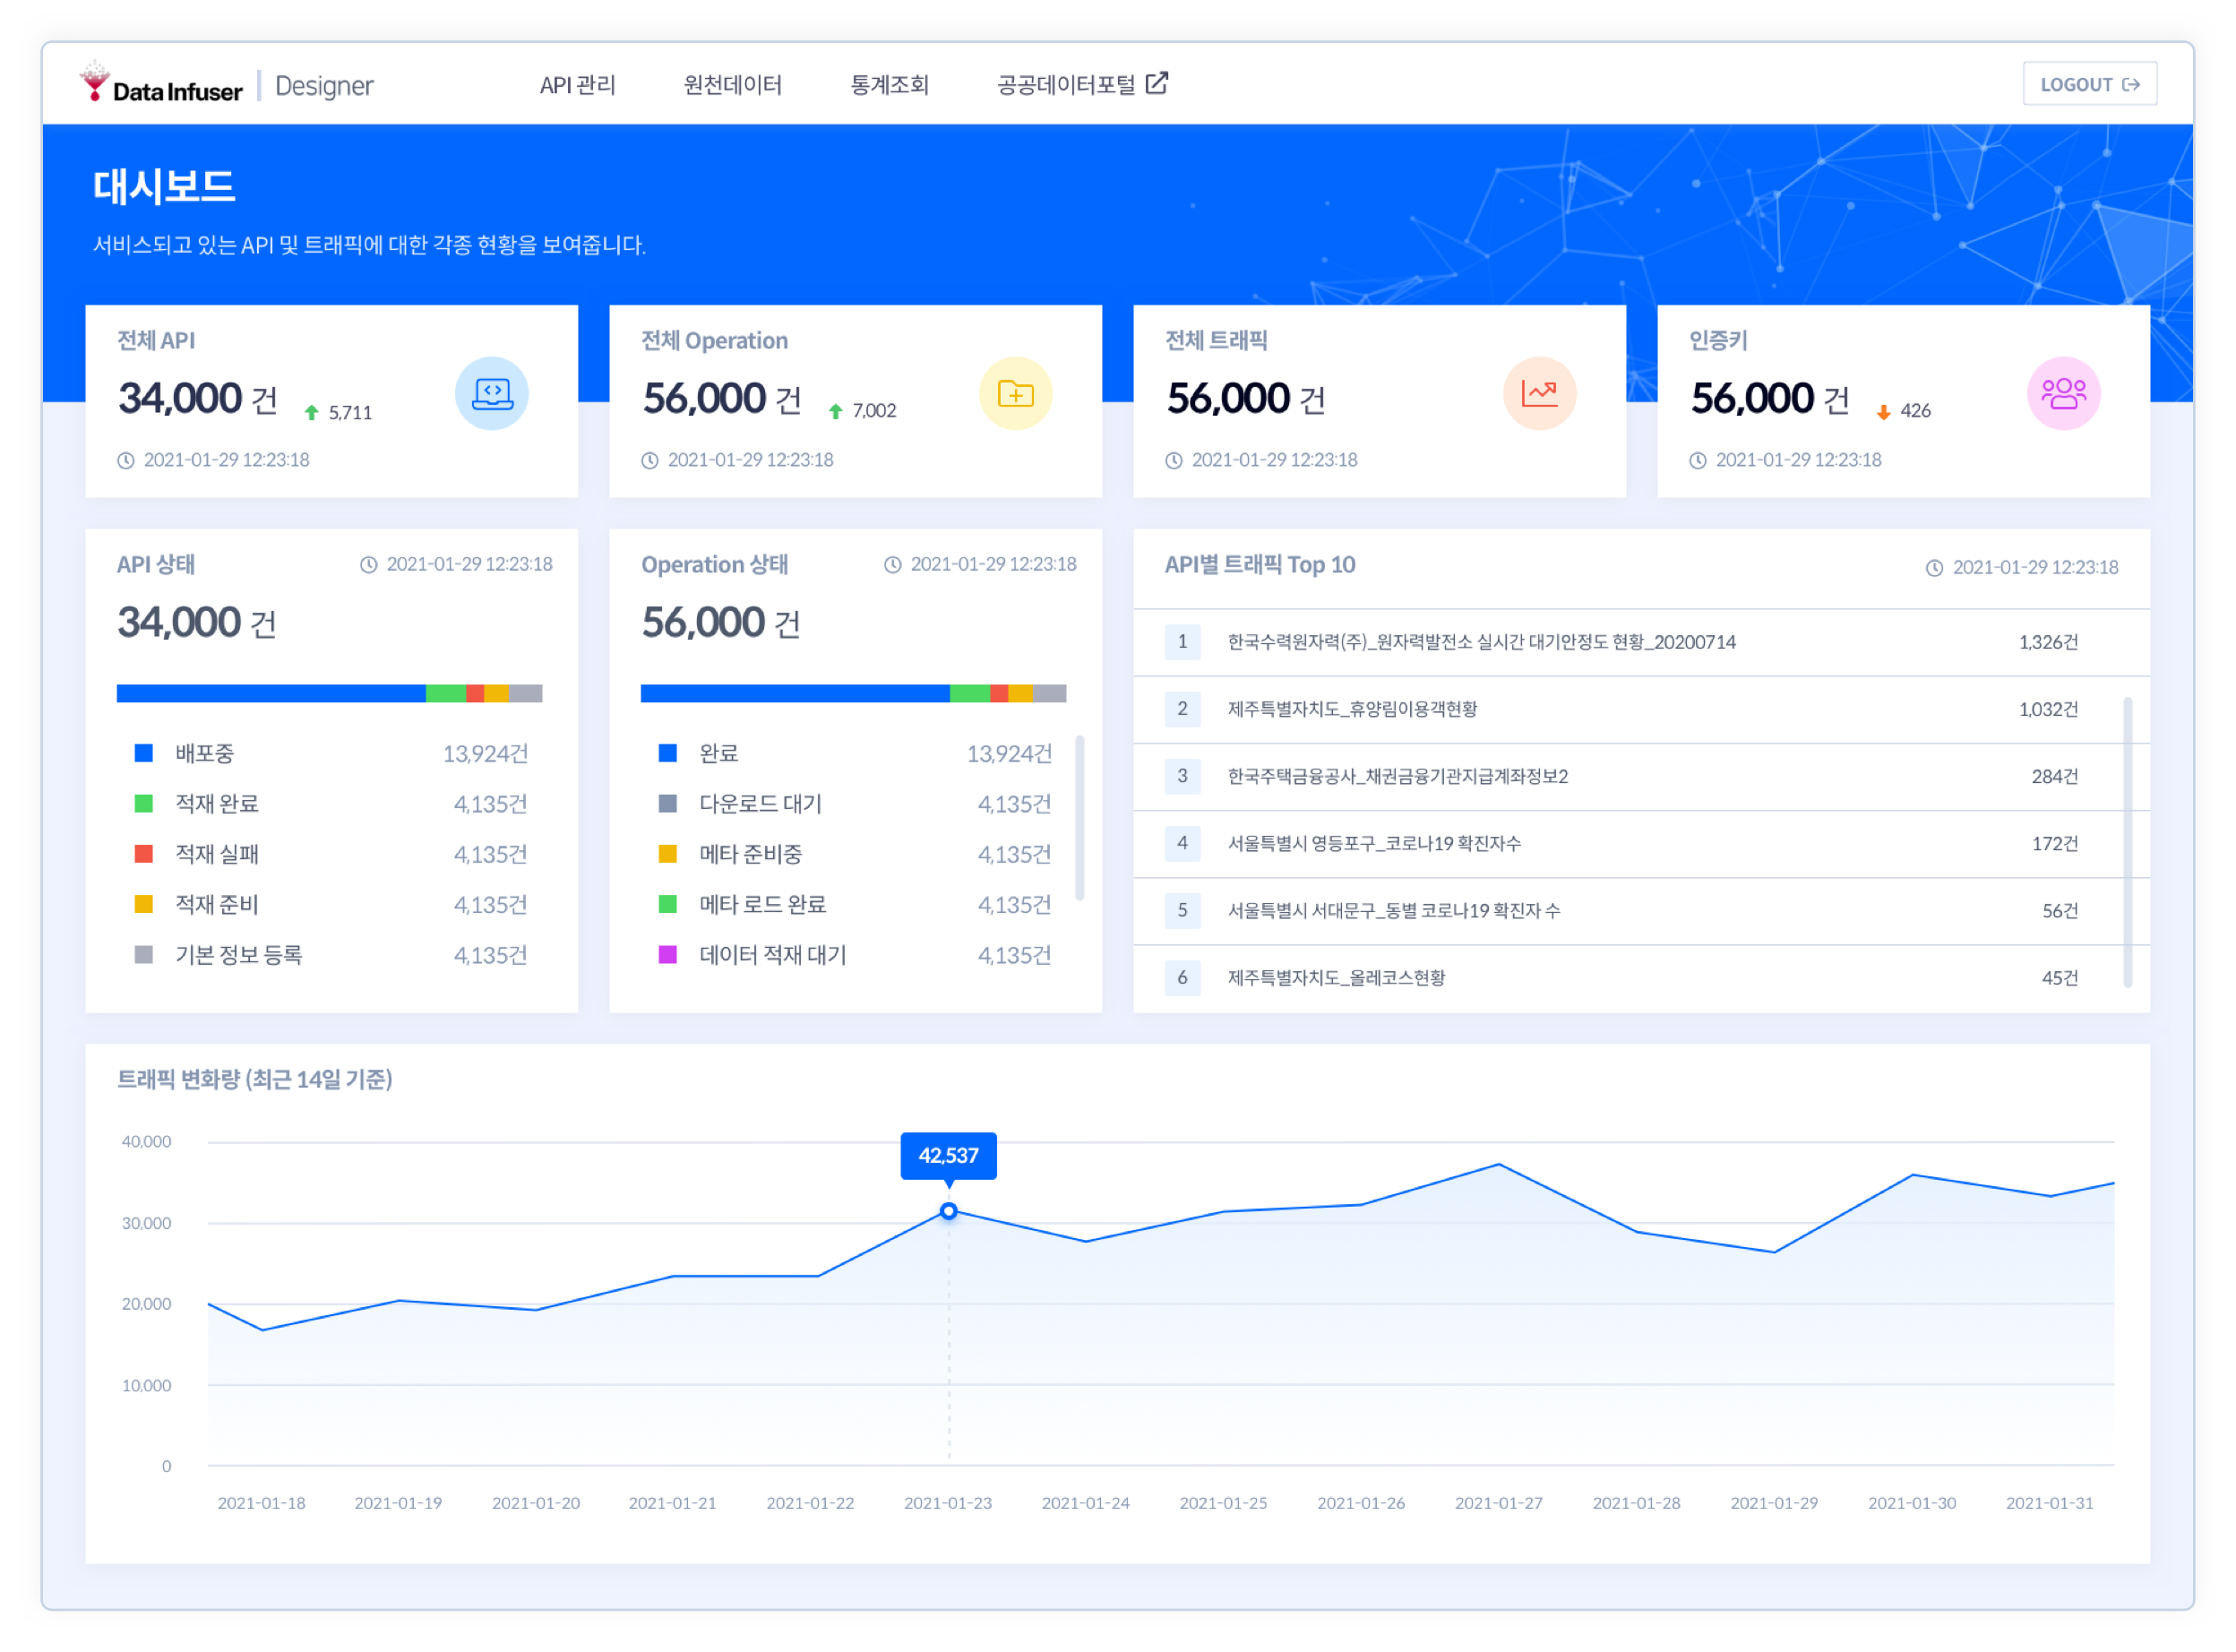 Data Infuser | Designer
API 관리
원천데이터
통계조회
공공데이터포털
LOGOUT
대시보드
서비스되고 있는 API 및 트래픽에 대한 각종 현황을 보여줍니다.
전체 API
34,000 건 5,711
2021-01-29 12:23:18
전체 Operation
56,000 건 7,002
2021-01-29 12:23:18
전체 트래픽
56,000 건
2021-01-29 12:23:18
인증키
56,000 건 426
2021-01-29 12:23:18
API 상태 2021-01-29 12:23:18
34,000 건
배포중 13,924건
적재 완료 4,135건
적재 실패 4,135건
적재 준비 4,135건
기본 정보 등록 4,135건
Operation 상태 2021-01-29 12:23:18
56,000 건
완료 13,924건
다운로드 대기 4,135건
메타 준비중 4,135건
메타 로드 완료 4,135건
데이터 적재 대기 4,135건
API별 트래픽 Top 10 2021-01-29 12:23:18
1 한국수력원자력(주)_원자력발전소 실시간 대기안정도 현황_20200714 1,326건
2 제주특별자치도_휴양림이용객현황 1,032건
3 한국주택금융공사_채권금융기관지급계좌정보2 284건
4 서울특별시 영등포구_코로나19 확진자수 172건
5 서울특별시 서대문구_동별 코로나19 확진자 수 56건
6 제주특별자치도_올레코스현황 45건
트래픽 변화량 (최근 14일 기준)
40,000
30,000
20,000
10,000
0
42,537
2021-01-18 2021-01-19 2021-01-20 2021-01-21 2021-01-22 2021-01-23 2021-01-24 2021-01-25 2021-01-26 2021-01-27 2021-01-28 2021-01-29 2021-01-30 2021-01-31